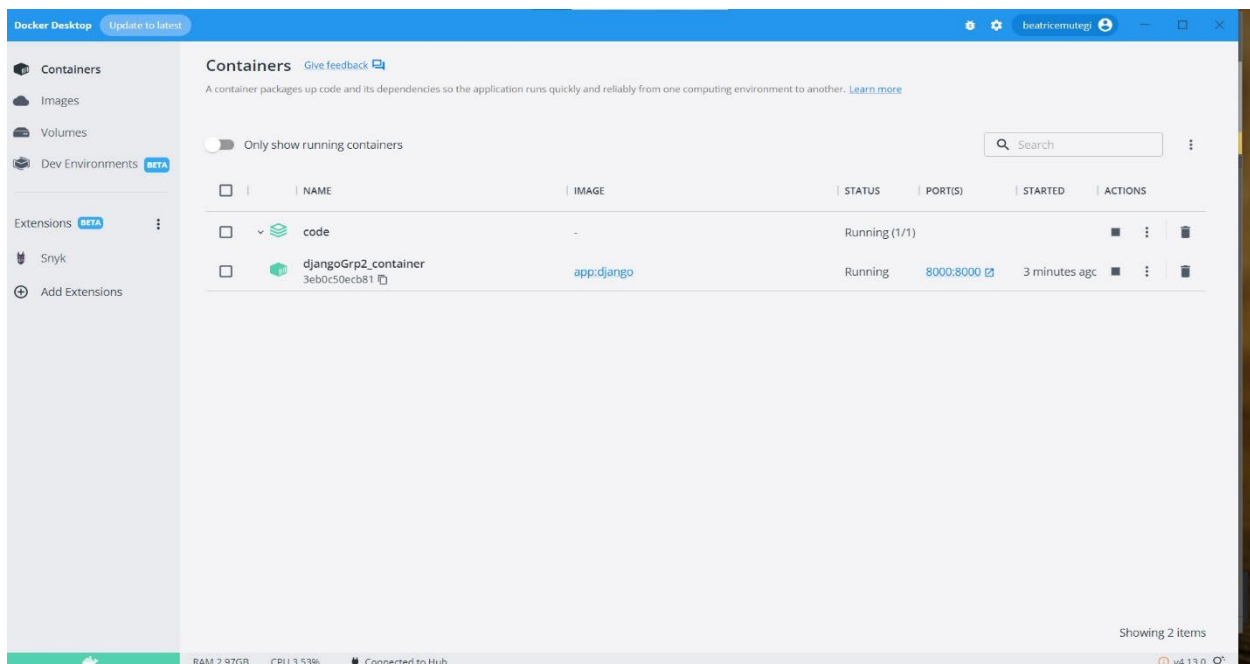 Docker Desktop Update to latest beatricemutegi
Containers
Images
Volumes
Dev Environments BETA
Extensions BETA
Snyk
Add Extensions
Containers Give feedback
A container packages up code and its dependencies so the application runs quickly and reliably from one computing environment to another. Learn more
Only show running containers Search
NAME IMAGE STATUS PORT(S) STARTED ACTIONS
code - Running (1/1)
djangoGrp2_container app:django Running 8000:8000 3 minutes agc
3eb0c50ecb81
Showing 2 items
RAM 2.97GB CPU 3.53% Connected to Hub v4.13.0